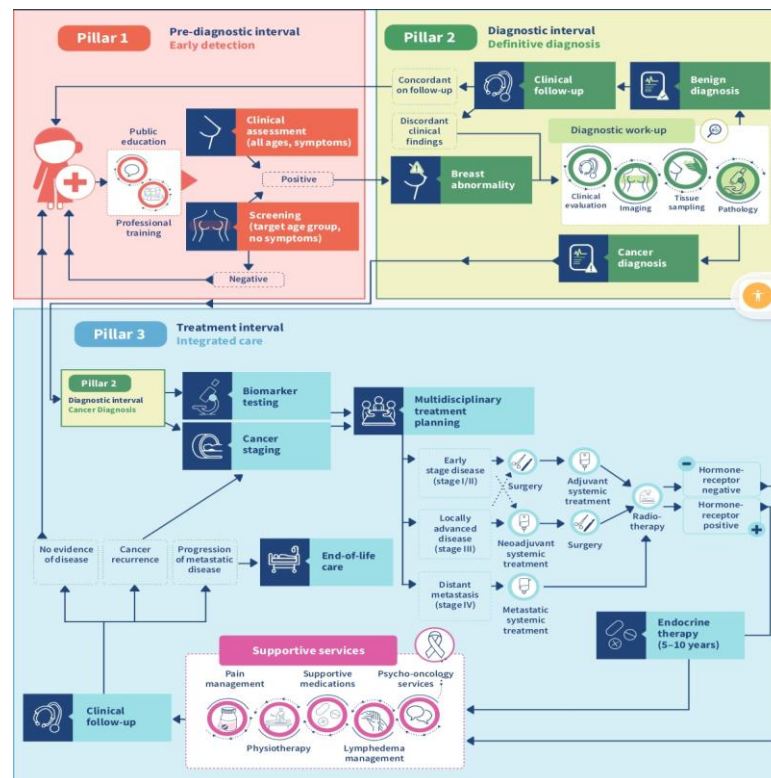 Pillar 1
Pre-diagnostic interval
Early detection
Public
education
Professional
training
Clinical
assessment
(all ages, symptoms)
Positive
Screening
(target age group,
no symptoms)
Negative
Pillar 2
Diagnostic interval
Definitive diagnosis
Concordant
on follow-up
Clinical
follow-up
Benign
diagnosis
Discordant
clinical
findings
Diagnostic work-up
Breast
abnormality
Clinical
evaluation
Imaging
Tissue
sampling
Pathology
Cancer
diagnosis
Pillar 3
Treatment interval
Integrated care
Pillar 2
Diagnostic interval
Cancer Diagnosis
Biomarker
testing
Cancer
staging
Multidisciplinary
treatment
planning
Early
stage disease
(stage I/II)
Surgery
Adjuvant
systemic
treatment
Locally
advanced
disease
(stage III)
Neoadjuvant
systemic
treatment
Surgery
Radio-
therapy
Hormone-
receptor
negative
Hormone-
receptor
positive
Distant
metastasis
(stage IV)
Metastatic
systemic
treatment
No evidence
of disease
Cancer
recurrence
Progression
of metastatic
disease
End-of-life
care
Endocrine
therapy
(5–10 years)
Supportive services
Pain
management
Supportive
medications
Psycho-oncology
services
Physiotherapy
Lymphedema
management
Clinical
follow-up